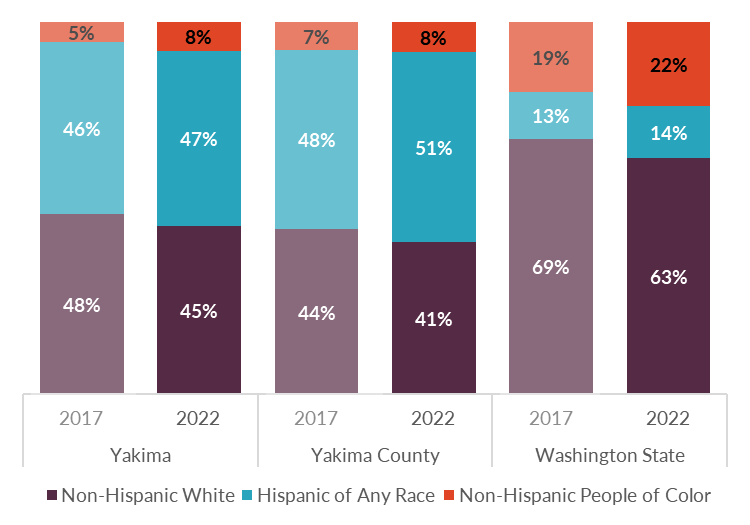 5% 8% 7% 8% 19% 22%
46% 47% 48% 51% 13% 14%
48% 45% 44% 41% 69% 63%
2017 2022 2017 2022 2017 2022
Yakima Yakima County Washington State
Non-Hispanic White Hispanic of Any Race Non-Hispanic People of Color